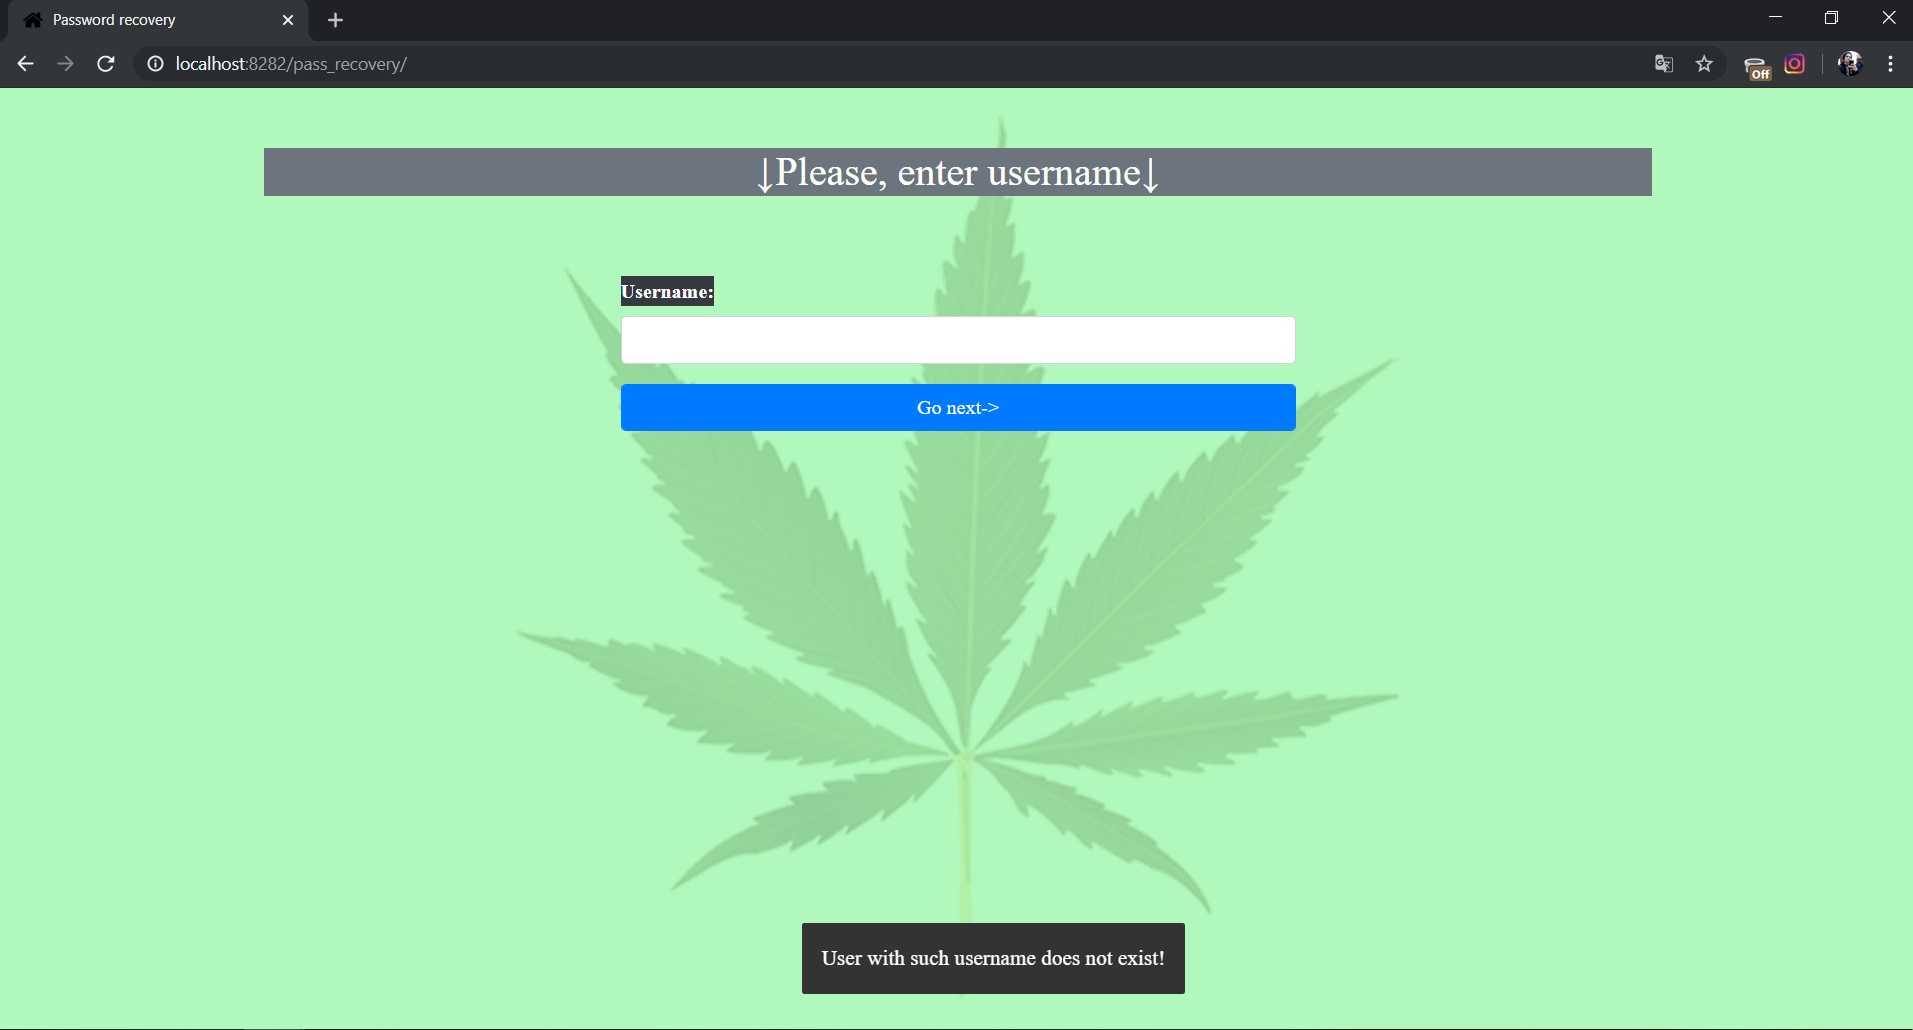 Password recovery
localhost:8282/pass_recovery/
Off
↓Please, enter username↓
Username:
Go next->
User with such username does not exist!